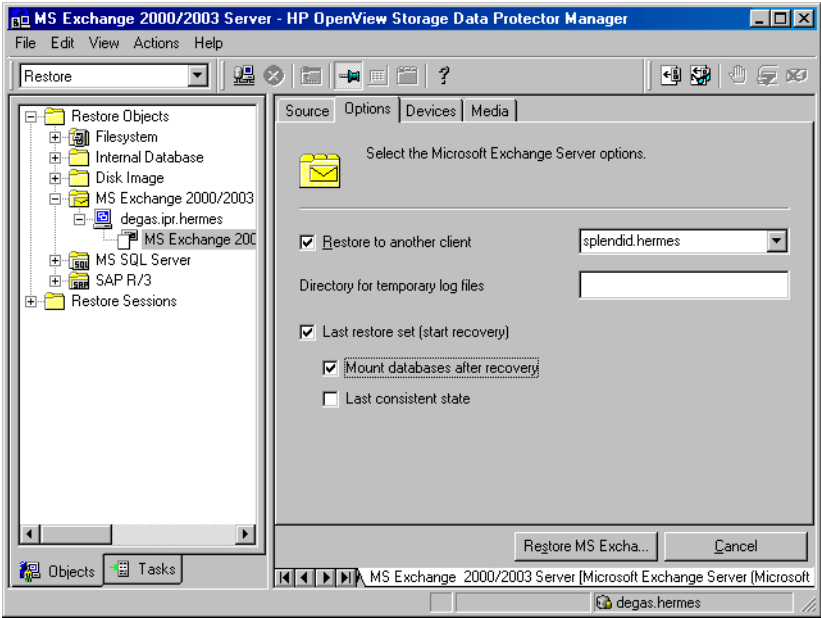 MS Exchange 2000/2003 Server - HP OpenView Storage Data Protector Manager
File Edit View Actions Help
Restore
Source Options Devices Media
Restore Objects
Filesystem
Internal Database
Disk Image
MS Exchange 2000/2003
degas.ipr.hermes
MS Exchange 200
MS SQL Server
SAP R/3
Restore Sessions
Select the Microsoft Exchange Server options.
Restore to another client
splendid.hermes
Directory for temporary log files
Last restore set (start recovery)
Mount databases after recovery
Last consistent state
Restore MS Excha...
Cancel
Objects Tasks
MS Exchange 2000/2003 Server [Microsoft Exchange Server (Microsoft
degas.hermes